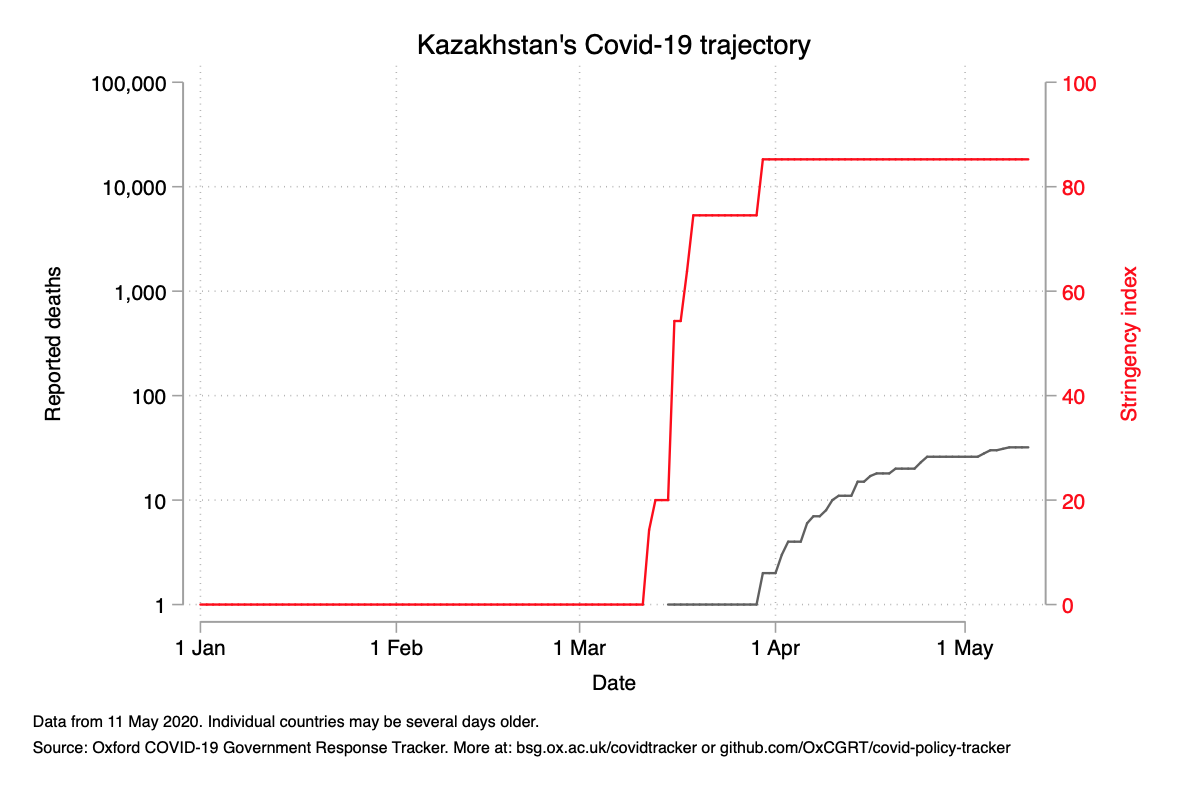 Kazakhstan's Covid-19 trajectory
100,000
10,000
1,000
100
10
1
Reported deaths
100
80
60
40
20
0
Stringency index
1 Jan
1 Feb
1 Mar
1 Apr
1 May
Date
Data from 11 May 2020. Individual countries may be several days older.
Source: Oxford COVID-19 Government Response Tracker. More at: bsg.ox.ac.uk/covidtracker or github.com/OxCGRT/covid-policy-tracker